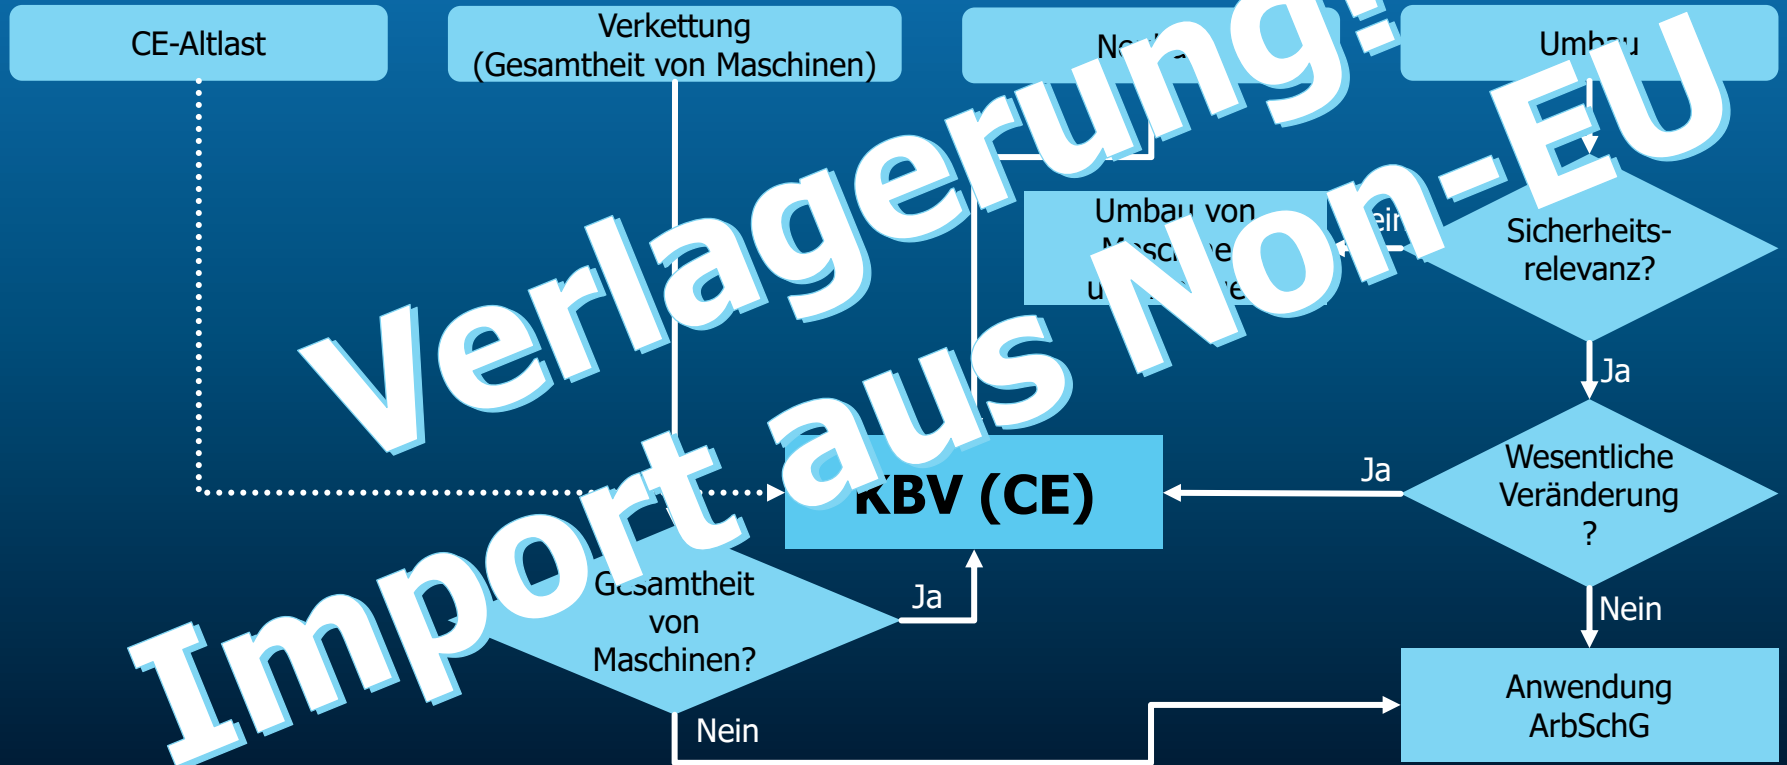 CE-Altlast
Verkettung
(Gesamtheit von Maschinen)
Umbau
Verlagerung!
Import aus Non-EU
Umbau von
Sicherheits-
relevanz?
Ja
Wesentliche
Veränderung
?
Ja
KBV (CE)
Gesamtheit
von
Maschinen?
Ja
Nein
Nein
Anwendung
ArbSchG